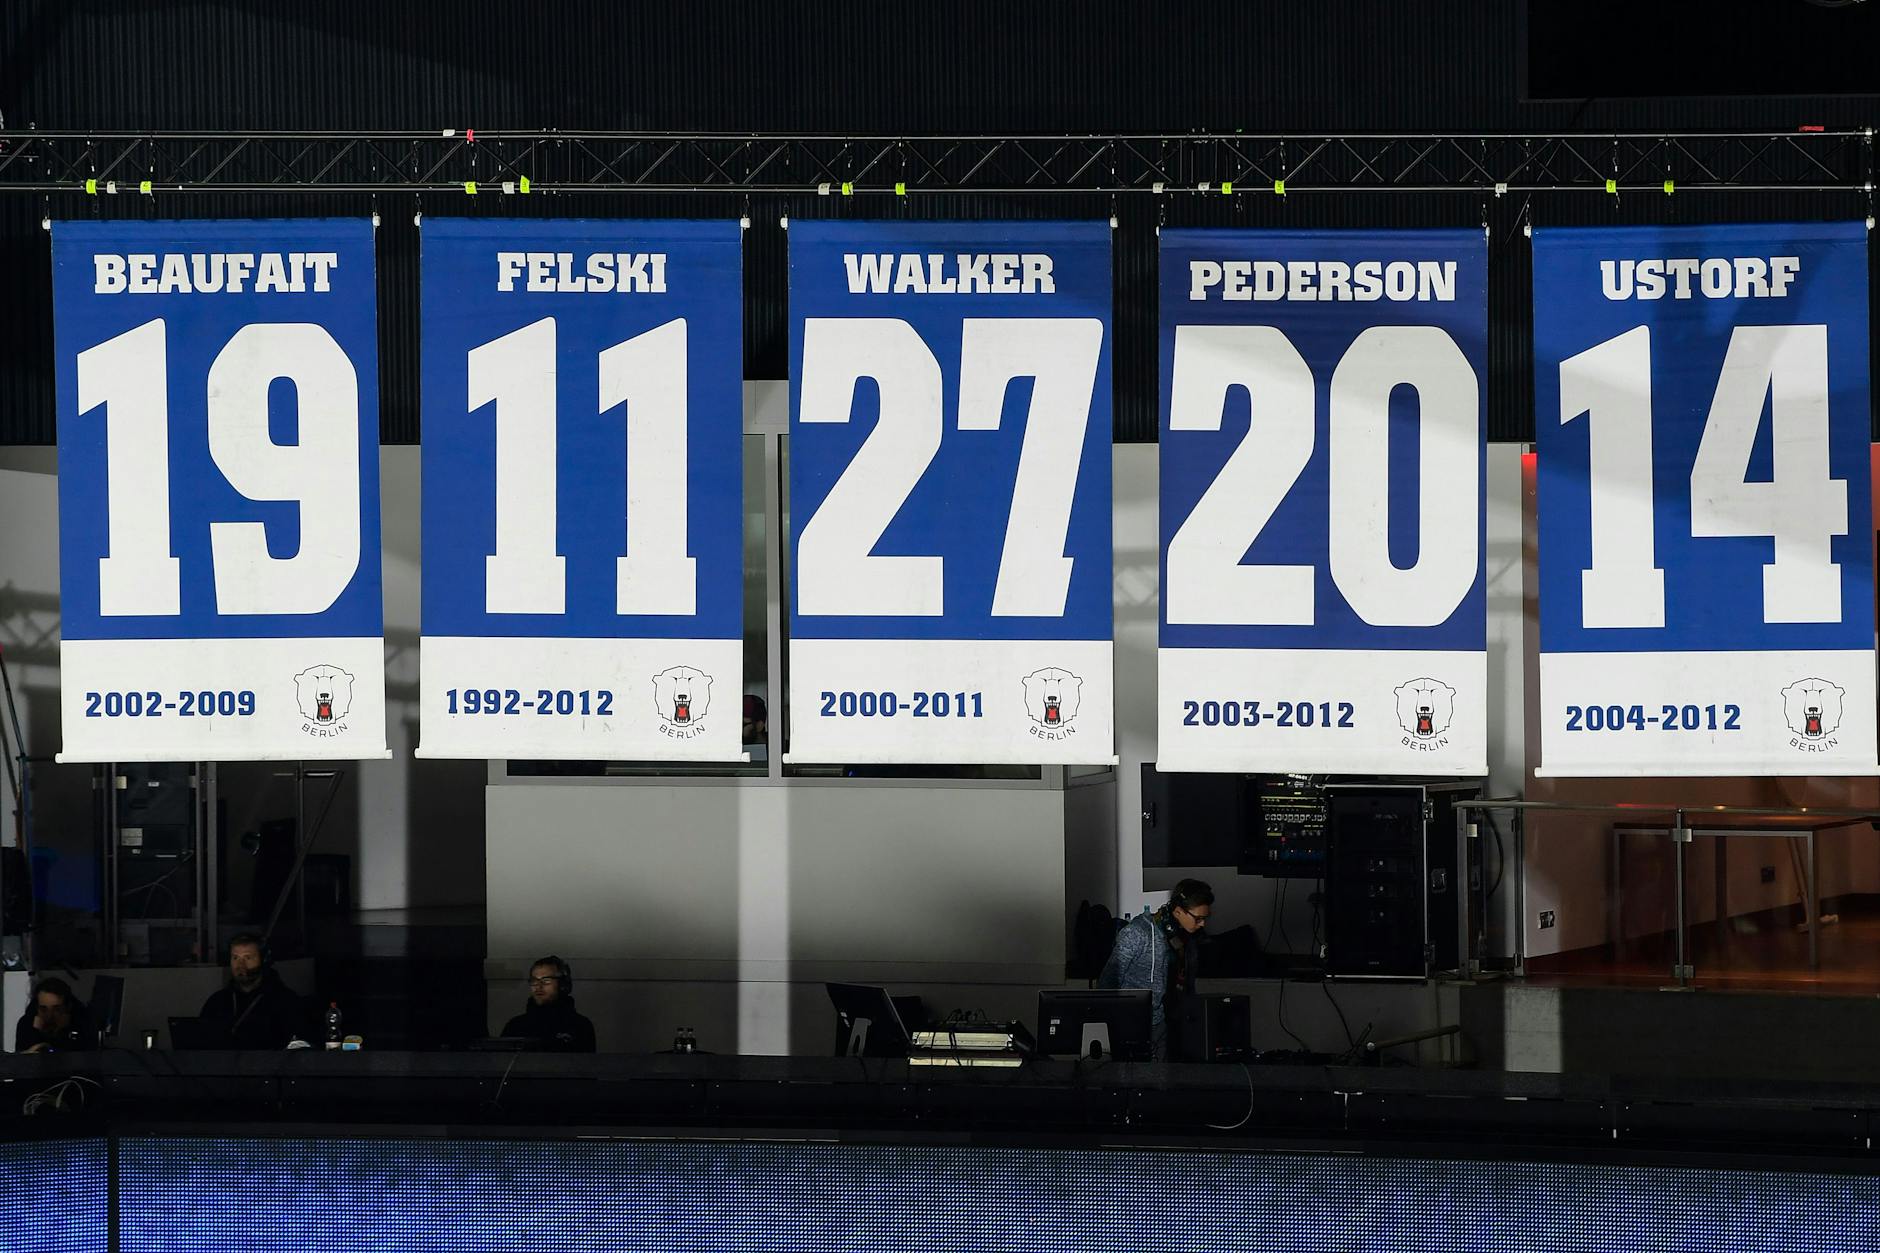 BEAUFAIT
19
2002-2009
BERLIN
FELSKI
11
1992-2012
BERLIN
WALKER
27
2000-2011
BERLIN
PEDERSON
20
2003-2012
BERLIN
USTORF
14
2004-2012
BERLIN